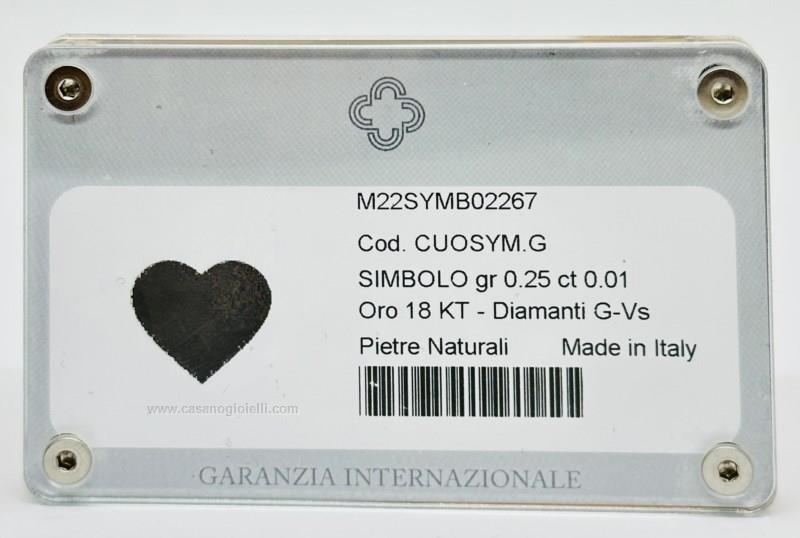 M22SYMB02267
Cod. CUOSYM.G
SIMBOLO gr 0.25 ct 0.01
Oro 18 KT - Diamanti G-Vs
Pietre Naturali Made in Italy
www.casanogioielli.com
GARANZIA INTERNAZIONALE